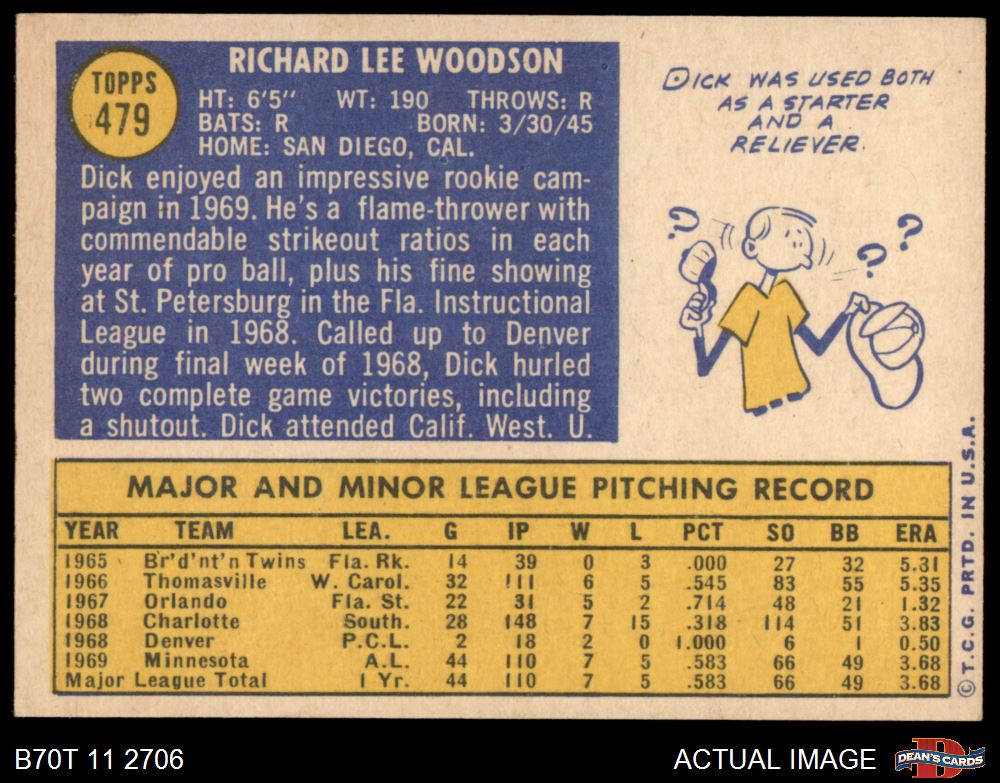 TOPPS
479
RICHARD LEE WOODSON
HT: 6'5" WT: 190 THROWS: R
BATS: R BORN: 3/30/45
HOME: SAN DIEGO, CAL.
Dick enjoyed an impressive rookie cam-
paign in 1969. He's a flame-thrower with
commendable strikeout ratios in each
year of pro ball, plus his fine showing
at St. Petersburg in the Fla. Instructional
League in 1968. Called up to Denver
during final week of 1968, Dick hurled
two complete game victories, including
a shutout. Dick attended Calif. West. U.
DICK WAS USED BOTH
AS A STARTER
AND A
RELIEVER.
? ? ?
MAJOR AND MINOR LEAGUE PITCHING RECORD
YEAR TEAM LEA. G IP W L PCT SO BB ERA
1965 Br'd'nt'n Twins Fla. Rk. 14 39 0 3 .000 27 32 5.31
1966 Thomasville W. Carol. 32 111 6 5 .545 83 55 5.35
1967 Orlando Fla. St. 22 31 5 2 .714 48 21 1.32
1968 Charlotte South. 28 148 7 15 .318 114 51 3.83
1968 Denver P.C.L. 2 18 2 0 1.000 6 1 0.50
1969 Minnesota A.L. 44 110 7 5 .583 66 49 3.68
Major League Total 1 Yr. 44 110 7 5 .583 66 49 3.68
© T.C.G. PRTD. IN U.S.A.
B70T 11 2706
ACTUAL IMAGE
D
DEAN'S CARDS